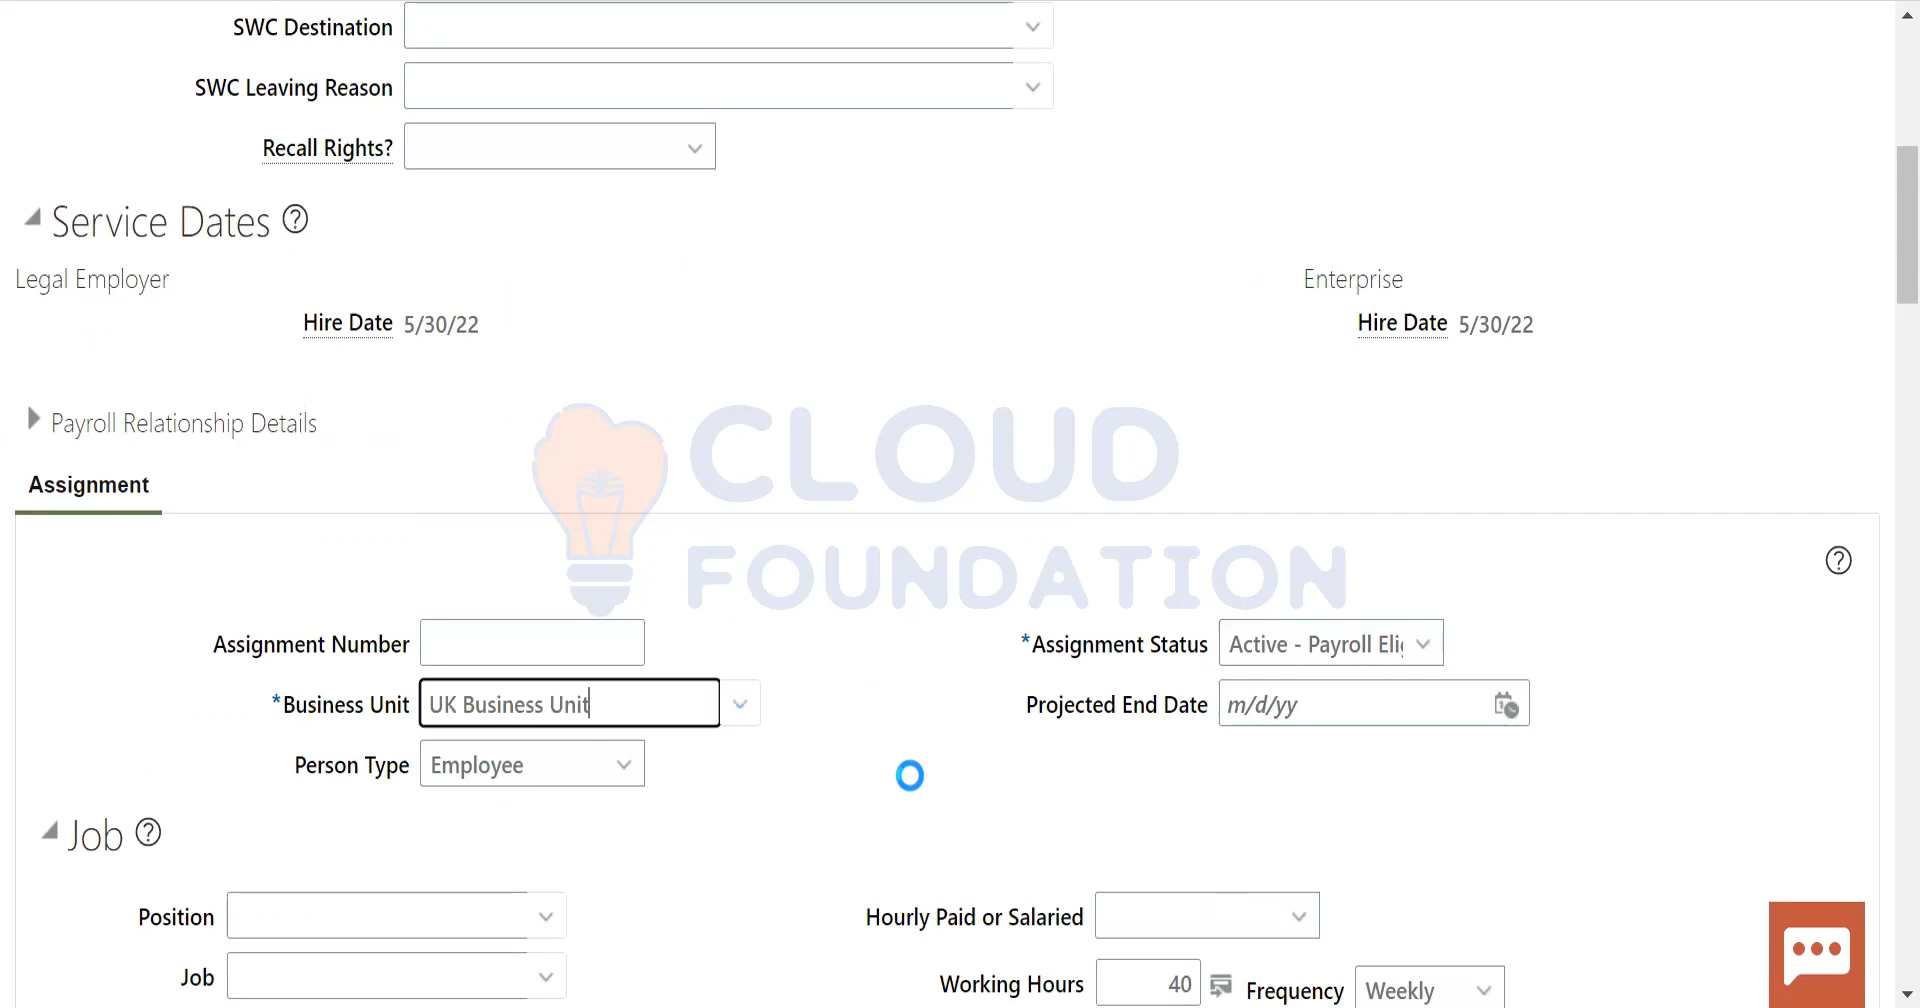 SWC Destination
SWC Leaving Reason
Recall Rights?
Service Dates ?
Legal Employer
Enterprise
Hire Date 5/30/22
Hire Date 5/30/22
Payroll Relationship Details
CLOUD
FOUNDATION
Assignment
?
Assignment Number
*Assignment Status Active - Payroll Elig
*Business Unit UK Business Unit
Projected End Date m/d/yy
Person Type Employee
Job ?
Position
Hourly Paid or Salaried
Job
Working Hours 40 Frequency Weekly